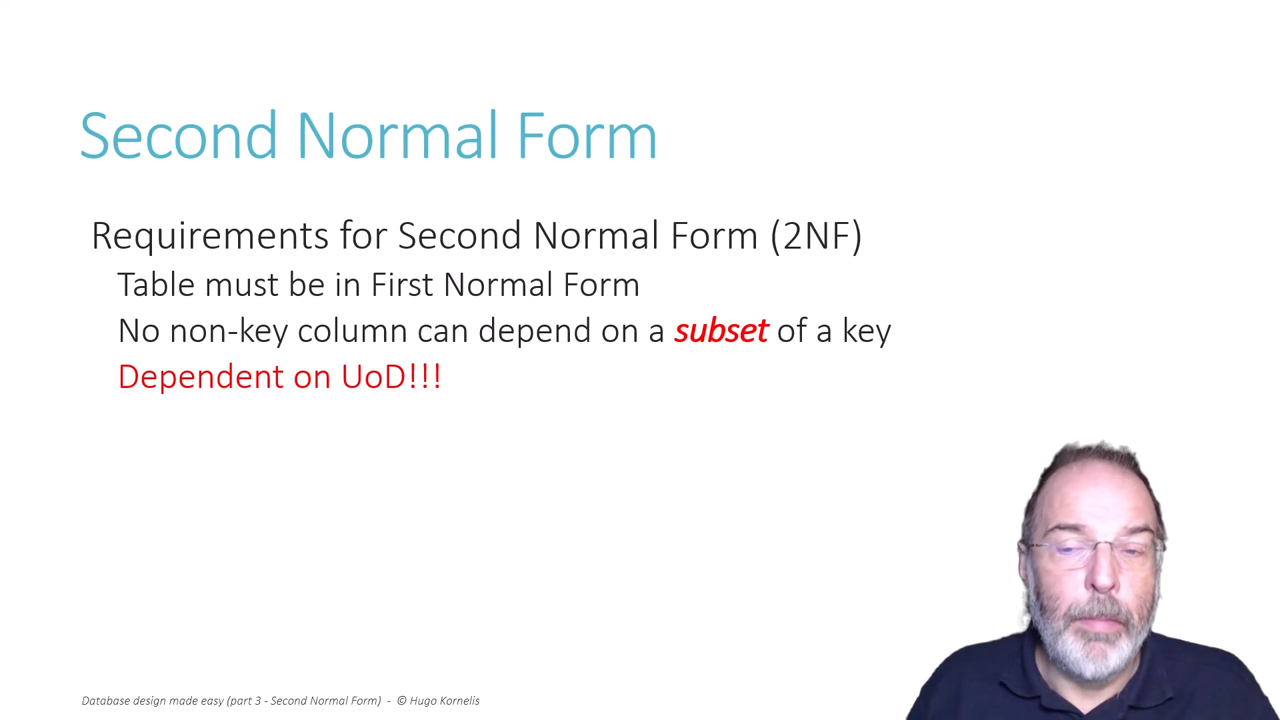 Second Normal Form
Requirements for Second Normal Form (2NF)
Table must be in First Normal Form
No non-key column can depend on a subset of a key
Dependent on UoD!!!
Database design made easy (part 3 - Second Normal Form) - © Hugo Kornelis